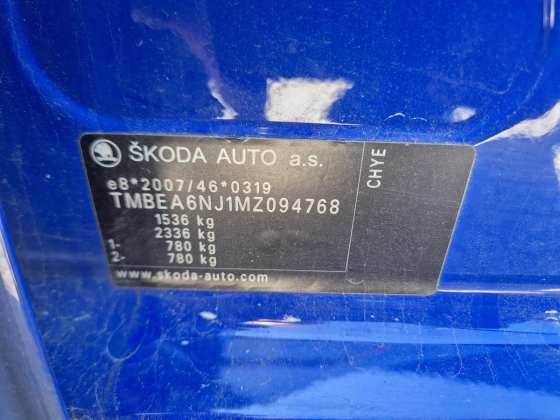 ŠKODA AUTO a.s.
CHYE
e8*2007/46*0319
TMBEA6NJ1MZ094768
1536 kg
2336 kg
1- 780 kg
2- 780 kg
www.skoda-auto.com